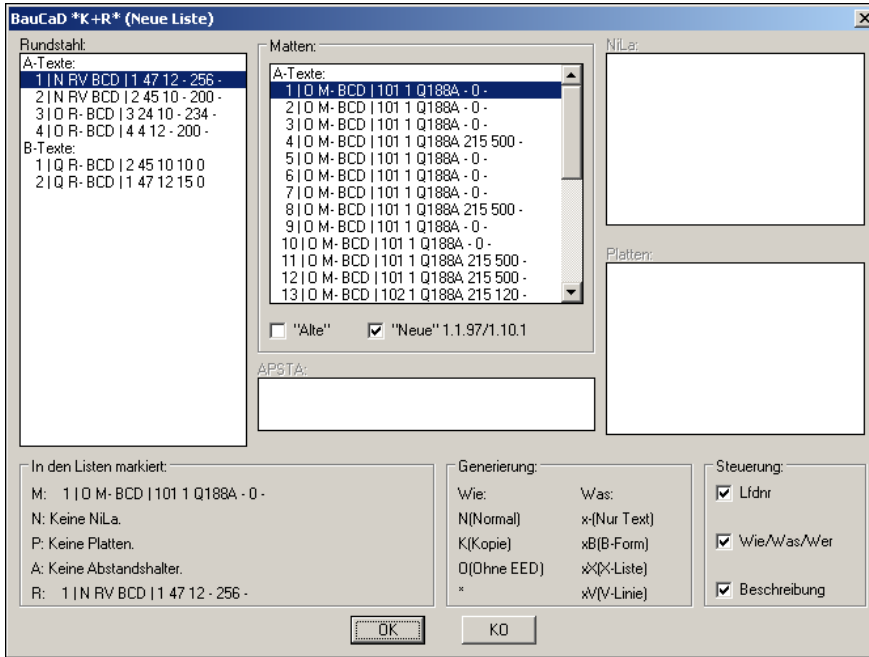 BauCaD *K+R* (Neue Liste)
Rundstahl:
A-Texte:
1 | N RV BCD | 1 47 12 - 256 -
2 | N RV BCD | 2 45 10 - 200 -
3 | O R- BCD | 3 24 10 - 234 -
4 | O R- BCD | 4 4 12 - 200 -
B-Texte:
1 | Q R- BCD | 2 45 10 10 0
2 | Q R- BCD | 1 47 12 15 0
Matten:
A-Texte:
1 | O M- BCD | 101 1 Q188A - 0 -
2 | O M- BCD | 101 1 Q188A - 0 -
3 | O M- BCD | 101 1 Q188A - 0 -
4 | O M- BCD | 101 1 Q188A 215 500 -
5 | O M- BCD | 101 1 Q188A - 0 -
6 | O M- BCD | 101 1 Q188A - 0 -
7 | O M- BCD | 101 1 Q188A - 0 -
8 | O M- BCD | 101 1 Q188A 215 500 -
9 | O M- BCD | 101 1 Q188A - 0 -
10 | O M- BCD | 101 1 Q188A - 0 -
11 | O M- BCD | 101 1 Q188A 215 500 -
12 | O M- BCD | 101 1 Q188A 215 500 -
13 | O M- BCD | 102 1 Q188A 215 120 -
"Alte"
"Neue" 1.1.97/1.10.1
APSTA:
NiLa:
Platten:
In den Listen markiert:
M: 1 | O M- BCD | 101 1 Q188A - 0 -
N: Keine NiLa.
P: Keine Platten.
A: Keine Abstandshalter.
R: 1 | N RV BCD | 1 47 12 - 256 -
Generierung:
Wie: Was:
N(Normal) x-(Nur Text)
K(Kopie) xB(B-Form)
O(Ohne EED) xX(X-Liste)
* xV(V-Linie)
Steuerung:
Lfdnr
Wie/Was/Wer
Beschreibung
OK
KO